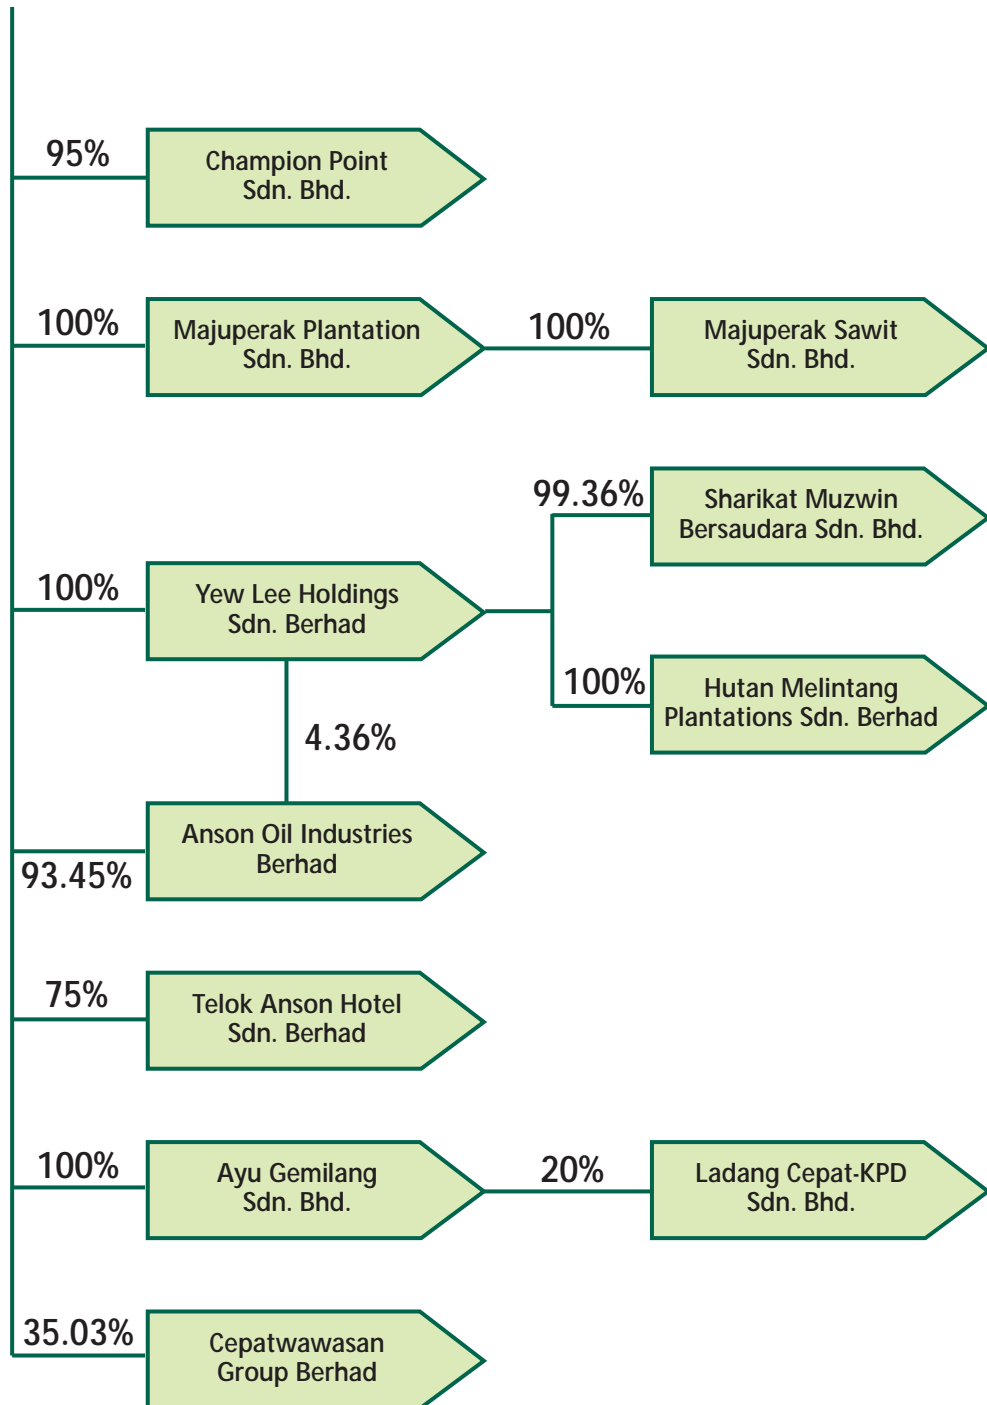 95%
Champion Point
Sdn. Bhd.
100%
Majuperak Plantation
Sdn. Bhd.
100%
Majuperak Sawit
Sdn. Bhd.
99.36%
Sharikat Muzwin
Bersaudara Sdn. Bhd.
100%
Yew Lee Holdings
Sdn. Berhad
100%
Hutan Melintang
Plantations Sdn. Berhad
4.36%
Anson Oil Industries
Berhad
93.45%
75%
Telok Anson Hotel
Sdn. Berhad
100%
Ayu Gemilang
Sdn. Bhd.
20%
Ladang Cepat-KPD
Sdn. Bhd.
35.03%
Cepatwawasan
Group Berhad